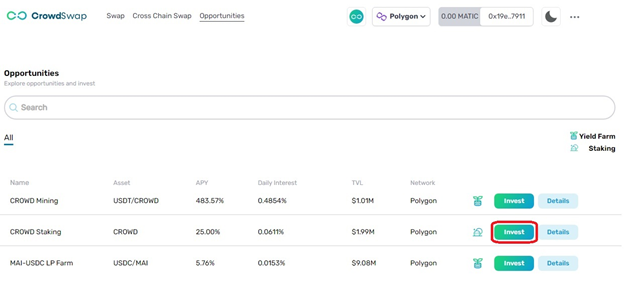 CrowdSwap Swap Cross Chain Swap Opportunities Polygon 0.00 MATIC 0x19e..7911
Opportunities
Explore opportunities and invest
Search
All
Yield Farm
Staking
Name Asset APY Daily Interest TVL Network
CROWD Mining USDT/CROWD 483.57% 0.4854% $1.01M Polygon Invest Details
CROWD Staking CROWD 25.00% 0.0611% $1.99M Polygon Invest Details
MAI-USDC LP Farm USDC/MAI 5.76% 0.0153% $9.08M Polygon Invest Details